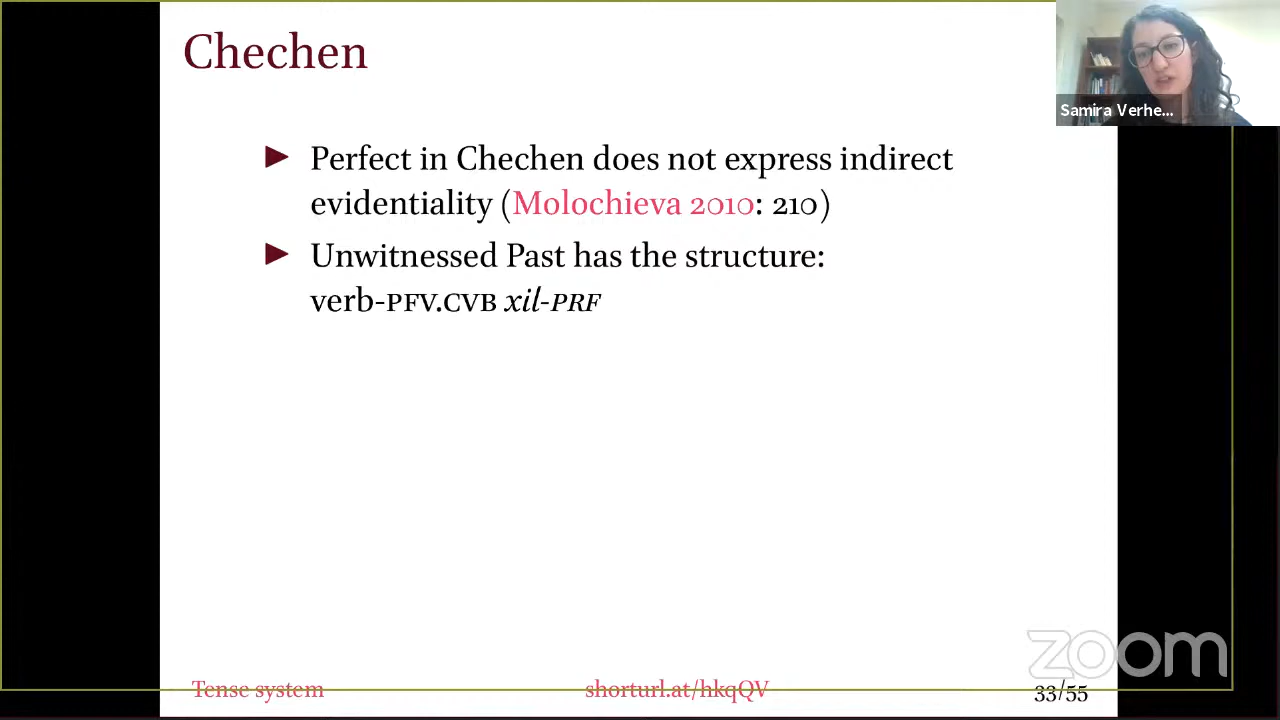 Chechen
Samira Verhe...
▶ Perfect in Chechen does not express indirect
evidentiality (Molochieva 2010: 210)
▶ Unwitnessed Past has the structure:
verb-PFV.CVB xil-PRF
zoom
Tense system
shorturl.at/hkqQV
33/55